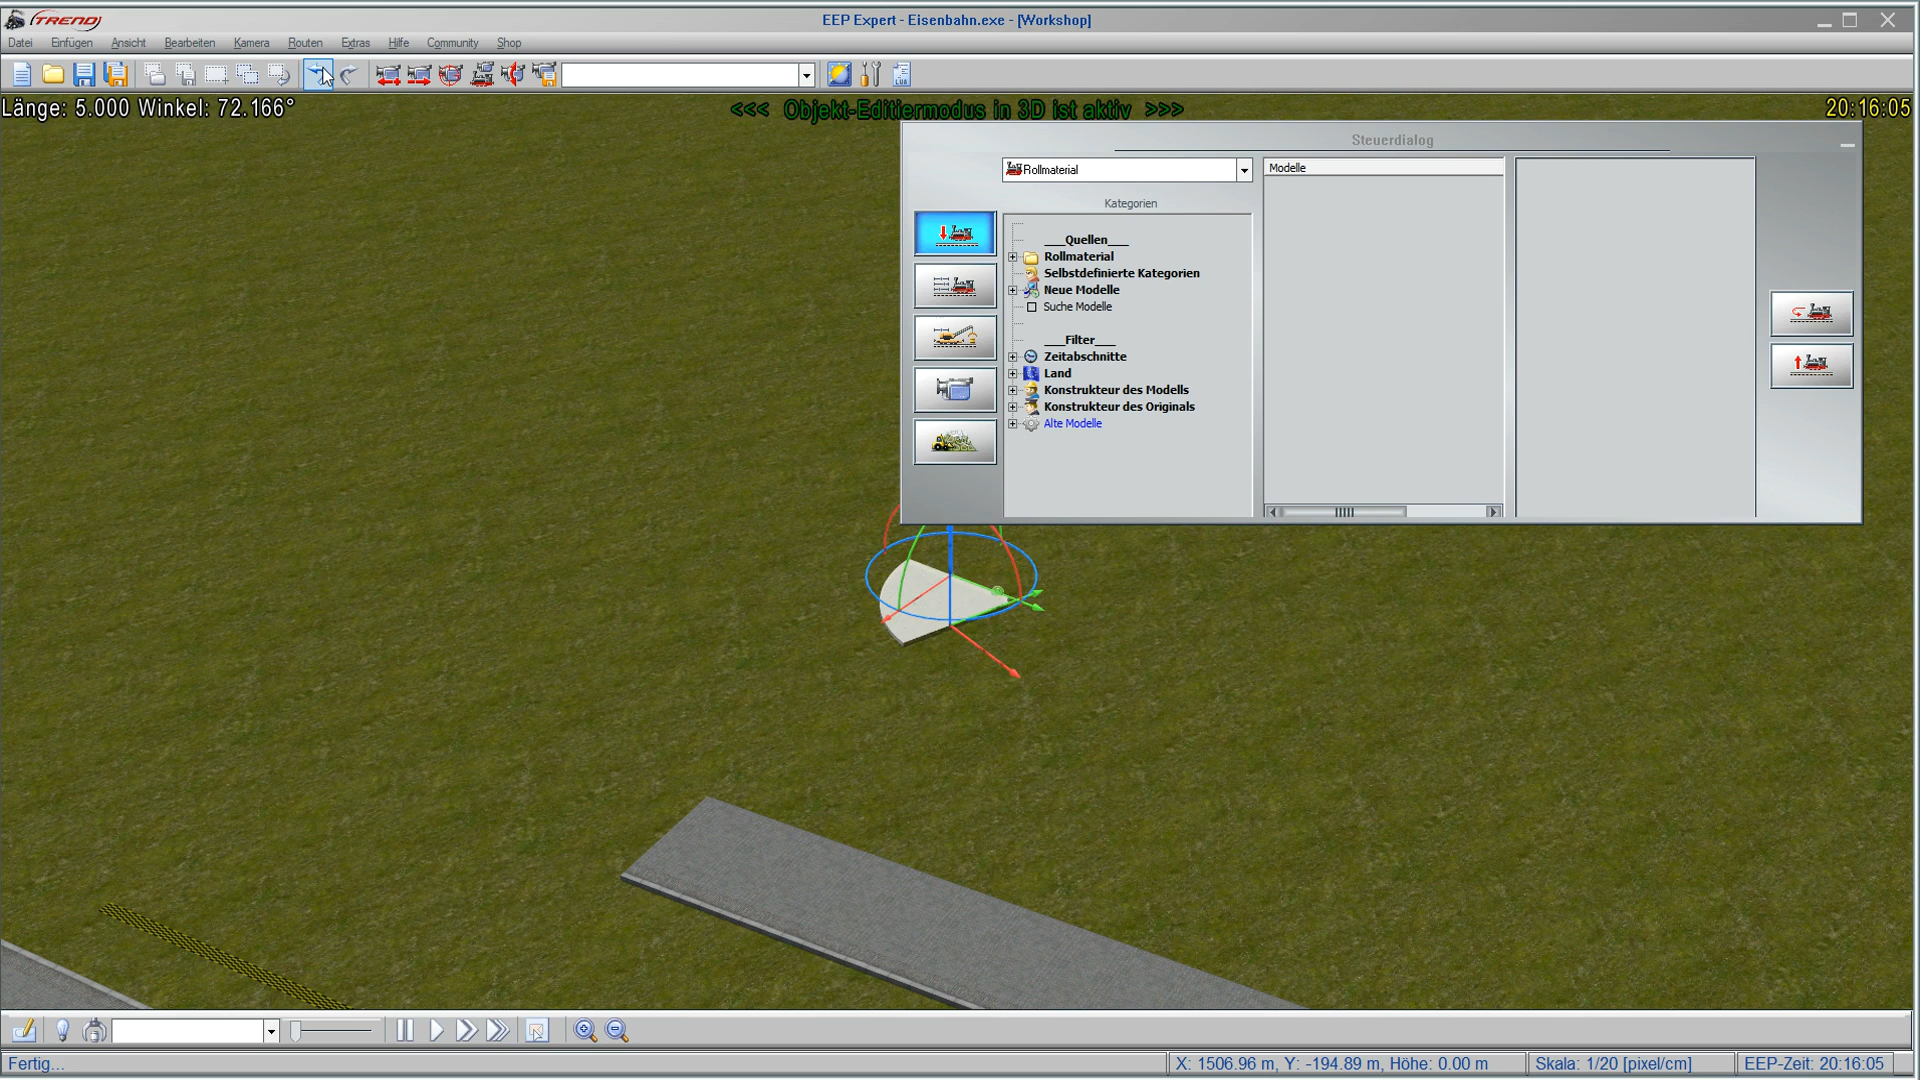 TREND
EEP Expert - Eisenbahn.exe - [Workshop]
Datei Einfügen Ansicht Bearbeiten Kamera Routen Extras Hilfe Community Shop
LUA
Länge: 5.000 Winkel: 72.166°
<<< Objekt-Editiermodus in 3D ist aktiv >>>
20:16:05
Steuerdialog
Rollmaterial
Modelle
Kategorien
___Quellen___
Rollmaterial
Selbstdefinierte Kategorien
Neue Modelle
Suche Modelle
___Filter___
Zeitabschnitte
Land
Konstrukteur des Modells
Konstrukteur des Originals
Alte Modelle
Fertig...
X: 1506.96 m, Y: -194.89 m, Höhe: 0.00 m
Skala: 1/20 [pixel/cm]
EEP-Zeit: 20:16:05